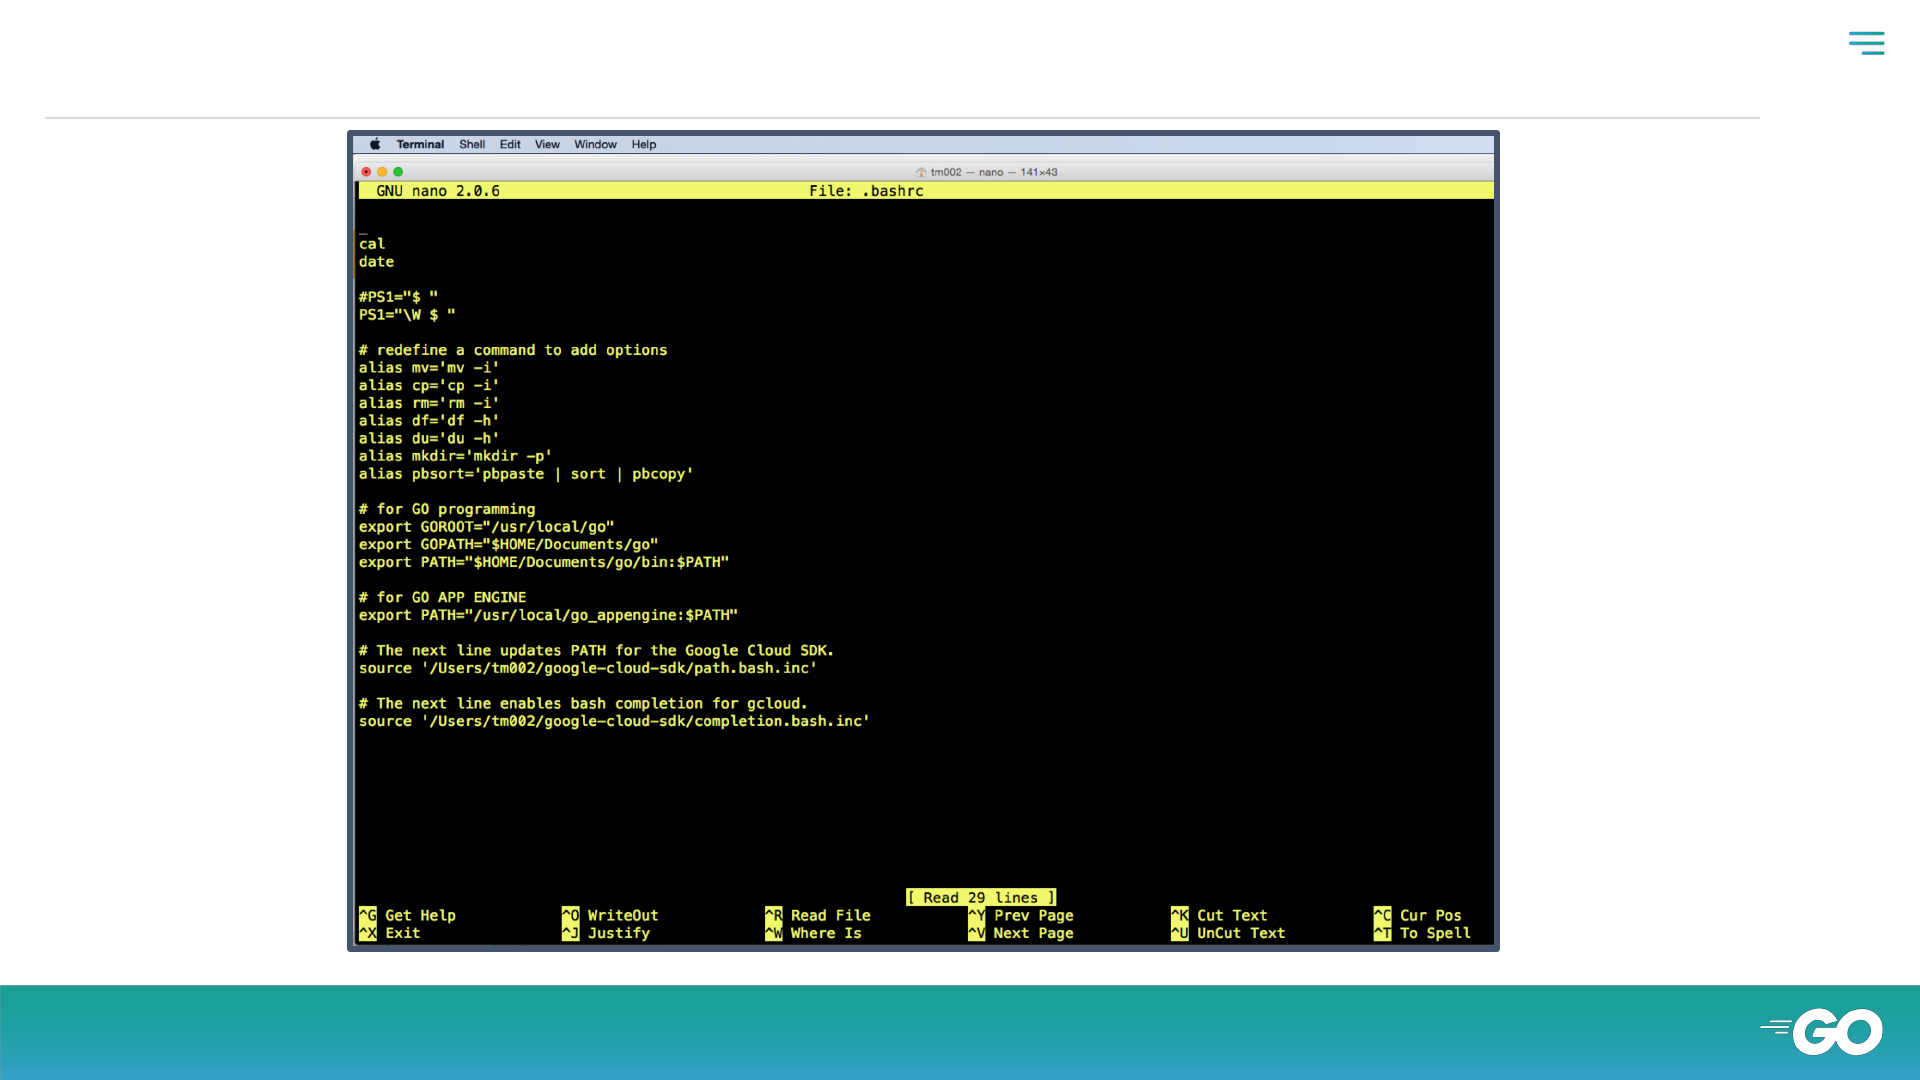 Terminal Shell Edit View Window Help
tm002 — nano — 141×43
GNU nano 2.0.6 File: .bashrc
cal
date
#PS1="$ "
PS1="\W $ "
# redefine a command to add options
alias mv='mv -i'
alias cp='cp -i'
alias rm='rm -i'
alias df='df -h'
alias du='du -h'
alias mkdir='mkdir -p'
alias pbsort='pbpaste | sort | pbcopy'
# for GO programming
export GOROOT="/usr/local/go"
export GOPATH="$HOME/Documents/go"
export PATH="$HOME/Documents/go/bin:$PATH"
# for GO APP ENGINE
export PATH="/usr/local/go_appengine:$PATH"
# The next line updates PATH for the Google Cloud SDK.
source '/Users/tm002/google-cloud-sdk/path.bash.inc'
# The next line enables bash completion for gcloud.
source '/Users/tm002/google-cloud-sdk/completion.bash.inc'
[ Read 29 lines ]
^G Get Help ^O WriteOut ^R Read File ^Y Prev Page ^K Cut Text ^C Cur Pos
^X Exit ^J Justify ^W Where Is ^V Next Page ^U UnCut Text ^T To Spell
GO